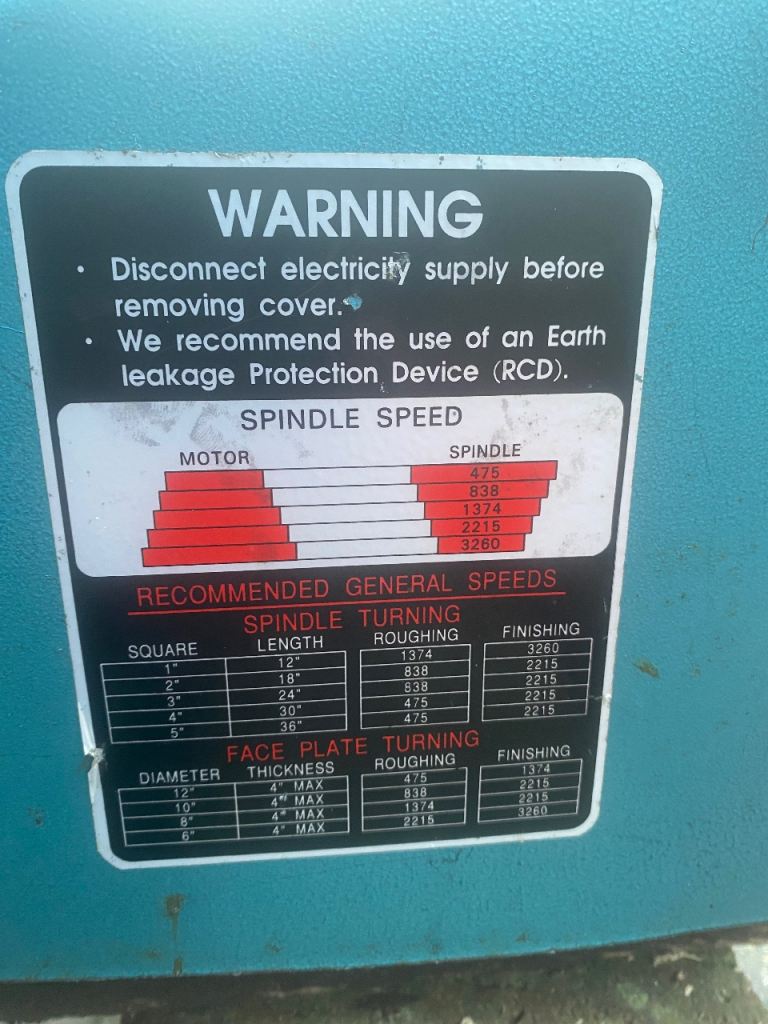 WARNING
• Disconnect electricity supply before
removing cover.
• We recommend the use of an Earth
leakage Protection Device (RCD).
SPINDLE SPEED
MOTOR SPINDLE
475
838
1374
2215
3260
RECOMMENDED GENERAL SPEEDS
SPINDLE TURNING
SQUARE LENGTH ROUGHING FINISHING
1" 12" 1374 3260
2" 18" 838 2215
3" 24" 838 2215
4" 30" 475 2215
5" 36" 475 2215
FACE PLATE TURNING
DIAMETER THICKNESS ROUGHING FINISHING
12" 4" MAX 475 1374
10" 4" MAX 838 2215
8" 4" MAX 1374 2215
6" 4" MAX 2215 3260